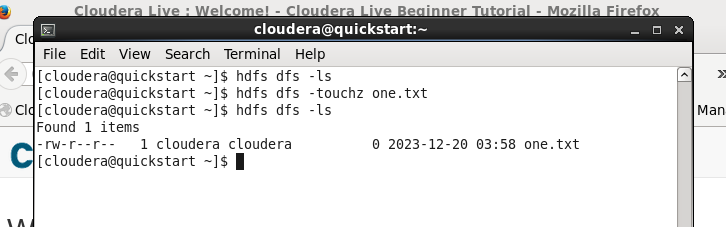 Cloudera Live : Welcome! - Cloudera Live Beginner Tutorial - Mozilla Firefox
cloudera@quickstart:~
File Edit View Search Terminal Help
[cloudera@quickstart ~]$ hdfs dfs -ls
[cloudera@quickstart ~]$ hdfs dfs -touchz one.txt
[cloudera@quickstart ~]$ hdfs dfs -ls
Found 1 items
-rw-r--r--   1 cloudera cloudera          0 2023-12-20 03:58 one.txt
[cloudera@quickstart ~]$